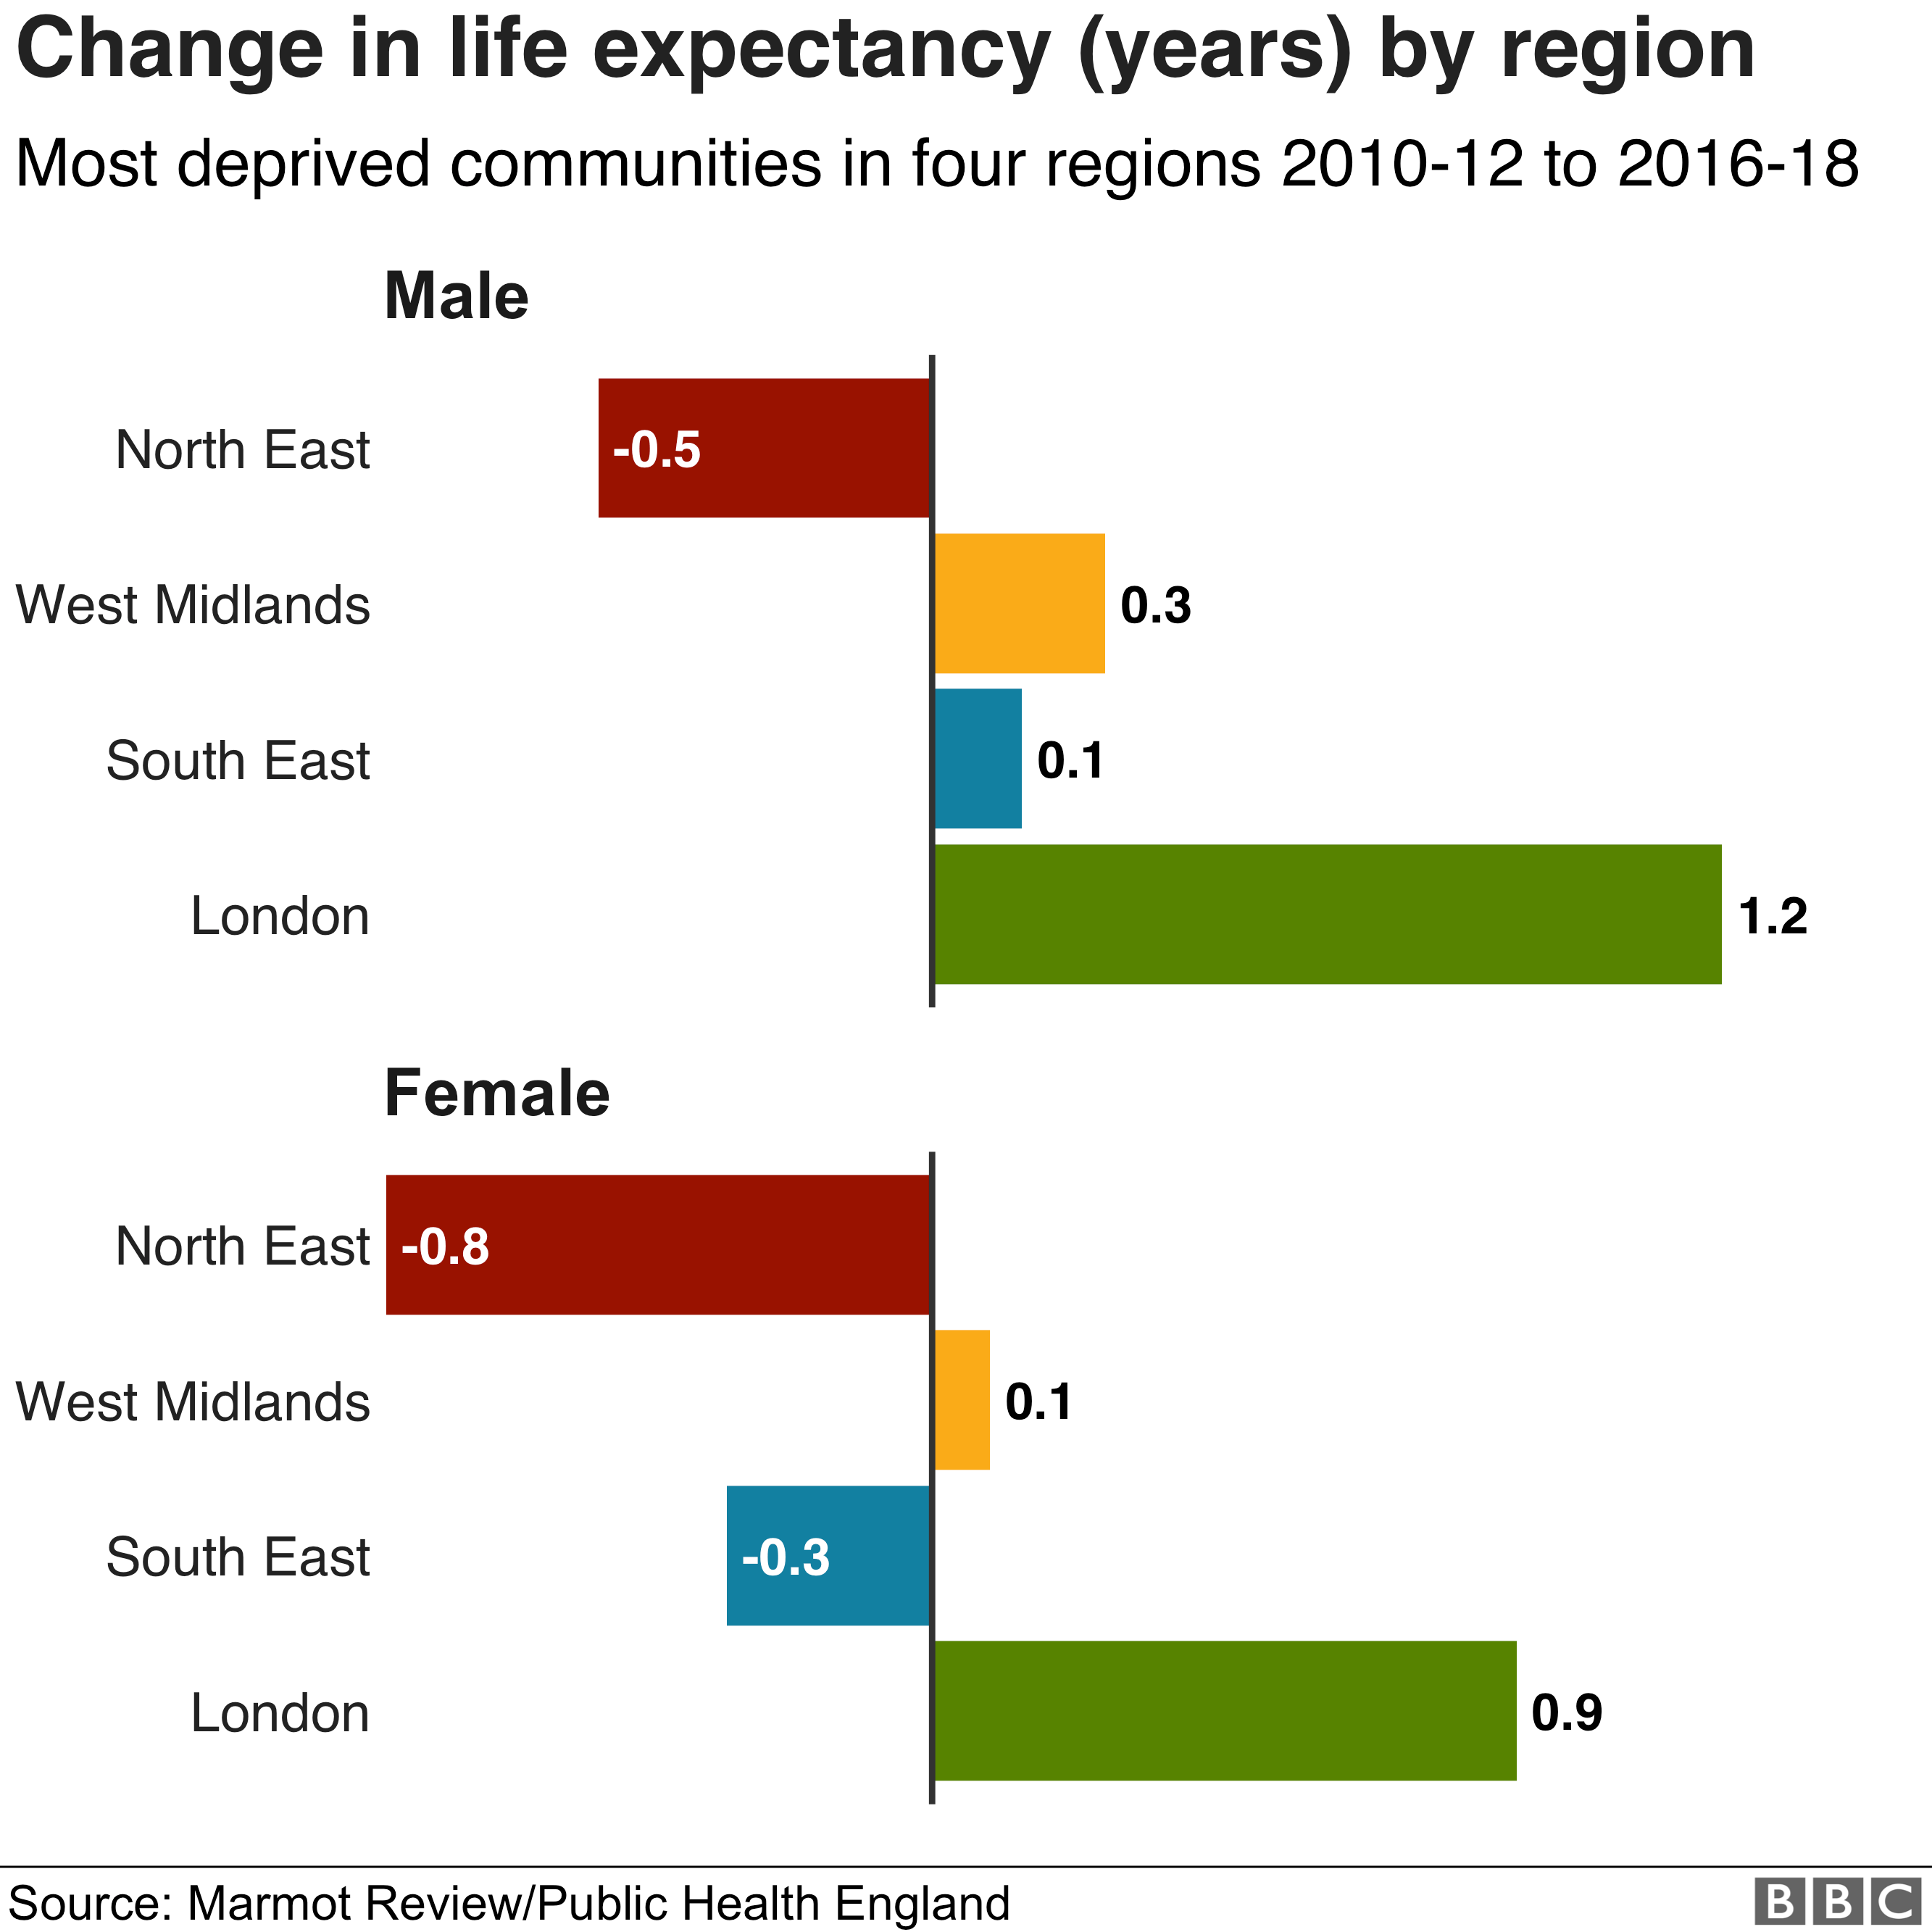 Change in life expectancy (years) by region
Most deprived communities in four regions 2010-12 to 2016-18
Male
North East -0.5
West Midlands 0.3
South East 0.1
London 1.2
Female
North East -0.8
West Midlands 0.1
South East -0.3
London 0.9
Source: Marmot Review/Public Health England BBC